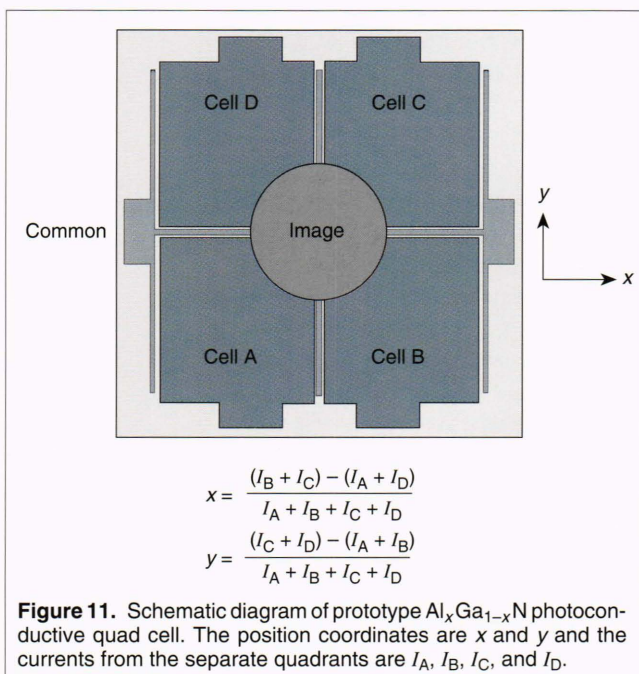 Cell D
Cell C
Common
Image
y
x
Cell A
Cell B
x = (I_B + I_C) – (I_A + I_D) / I_A + I_B + I_C + I_D
y = (I_C + I_D) – (I_A + I_B) / I_A + I_B + I_C + I_D
Figure 11. Schematic diagram of prototype Al_xGa_{1–x}N photocon-
ductive quad cell. The position coordinates are x and y and the
currents from the separate quadrants are I_A, I_B, I_C, and I_D.